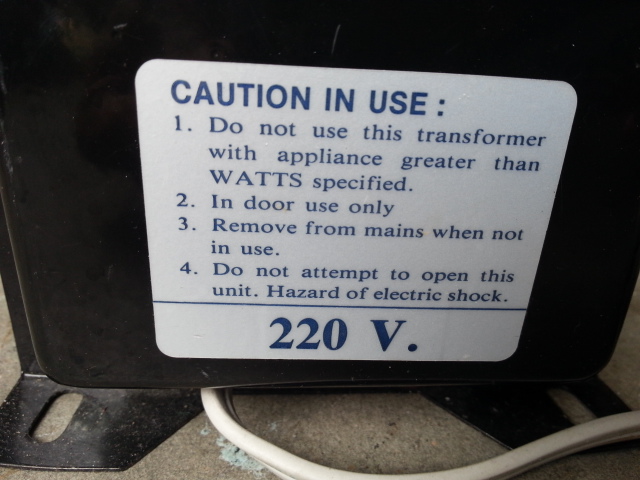 CAUTION IN USE :
1. Do not use this transformer
with appliance greater than
WATTS specified.
2. In door use only
3. Remove from mains when not
in use.
4. Do not attempt to open this
unit. Hazard of electric shock.
220 V.